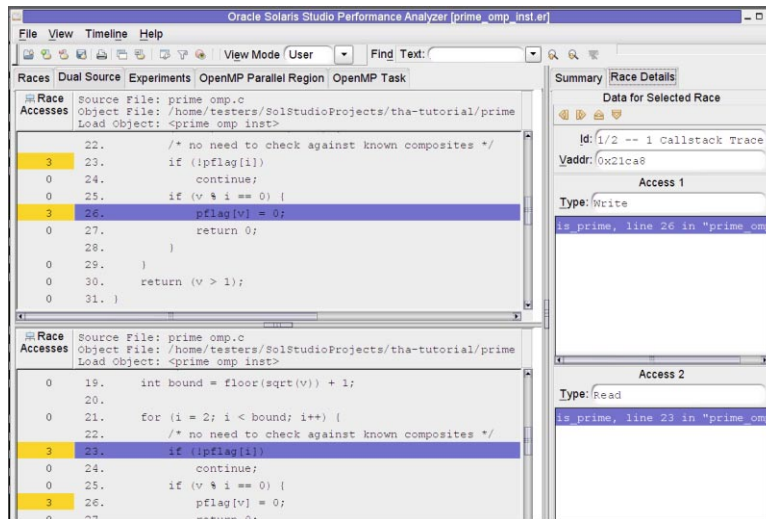 Oracle Solaris Studio Performance Analyzer [prime_omp_inst.er]
File View Timeline Help
View Mode User Find Text:
Races Dual Source Experiments OpenMP Parallel Region OpenMP Task
Race Accesses
Source File: prime omp.c
Object File: /home/testers/SolStudioProjects/tha-tutorial/prime
Load Object: <prime omp inst>
22. /* no need to check against known composites */
3 23. if (!pflag[i])
0 24. continue;
0 25. if (v % i == 0) {
3 26. pflag[v] = 0;
0 27. return 0;
28. }
0 29. }
0 30. return (v > 1);
0 31. }
Race Accesses
Source File: prime omp.c
Object File: /home/testers/SolStudioProjects/tha-tutorial/prime
Load Object: <prime omp inst>
0 19. int bound = floor(sqrt(v)) + 1;
20.
0 21. for (i = 2; i < bound; i++) {
22. /* no need to check against known composites */
3 23. if (!pflag[i])
0 24. continue;
0 25. if (v % i == 0) {
3 26. pflag[v] = 0;
0 27. return 0;
Summary Race Details
Data for Selected Race
Id: 1/2 -- 1 Callstack Trace
Vaddr: 0x21ca8
Access 1
Type: Write
is_prime, line 26 in "prime_om
Access 2
Type: Read
is_prime, line 23 in "prime_om